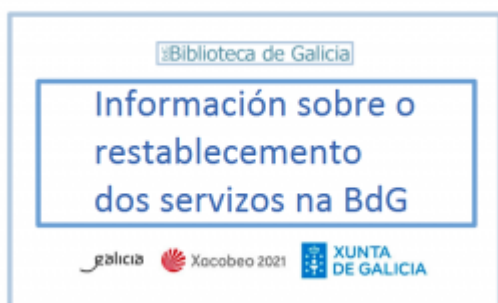 Biblioteca de Galicia
Información sobre o
restablecemento
dos servizos na BdG
galicia Xacobeo 2021 XUNTA
DE GALICIA